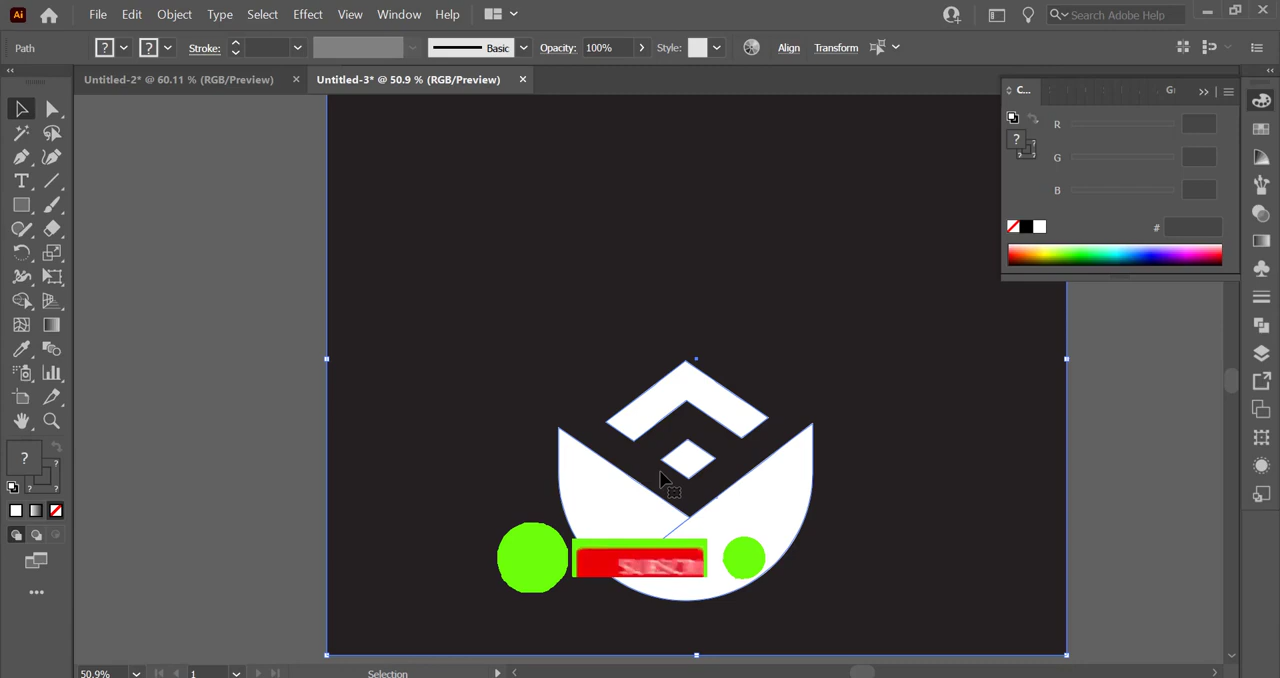 Ai File Edit Object Type Select Effect View Window Help Search Adobe Help
Path ? ? Stroke: Basic Opacity: 100% Style: Align Transform
Untitled-2* @ 60.11 % (RGB/Preview) × Untitled-3* @ 50.9 % (RGB/Preview) ×
C...
R
? G
B
#
?
50.9% 1 Selection